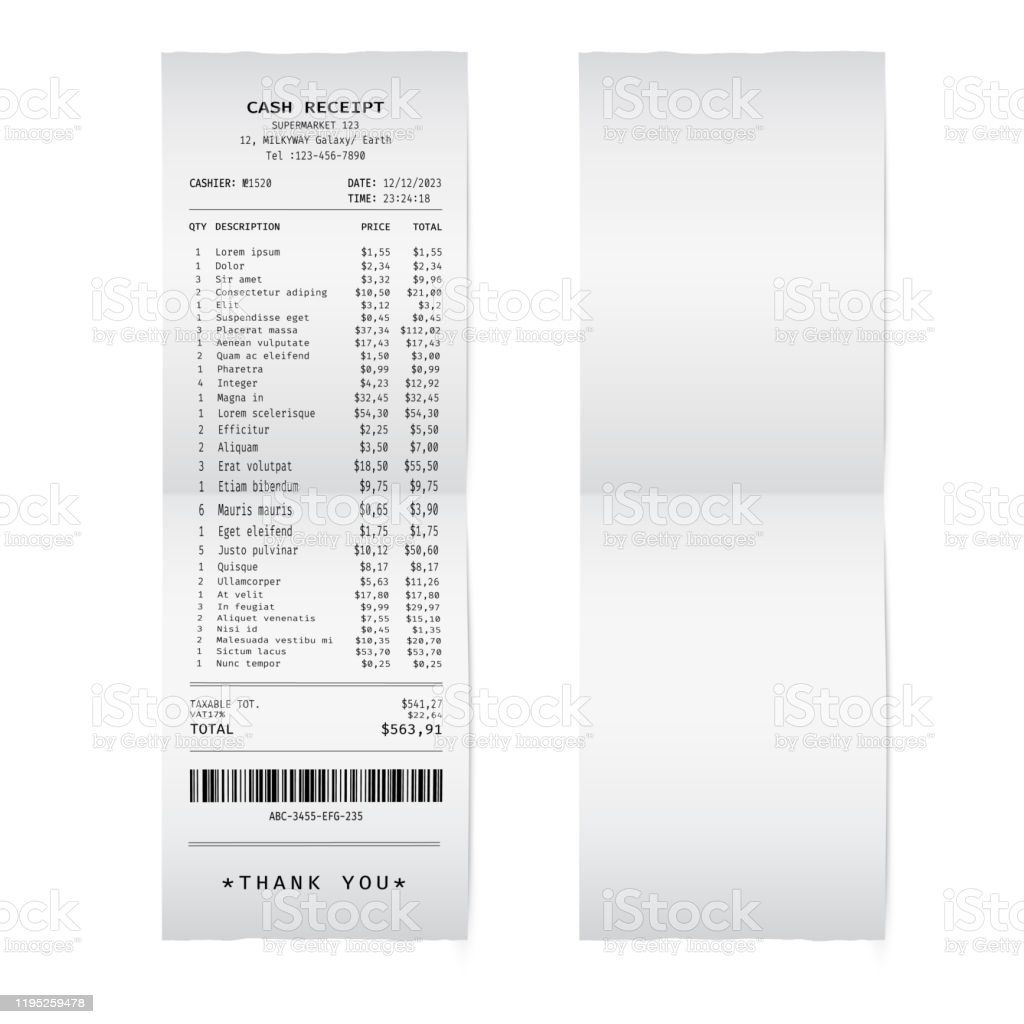 CASH RECEIPT
SUPERMARKET 123
12, MILKYWAY Galaxy/ Earth
Tel :123-456-7890
CASHIER: №1520 DATE: 12/12/2023
TIME: 23:24:18
QTY DESCRIPTION PRICE TOTAL
1 Lorem ipsum $1,55 $1,55
1 Dolor $2,34 $2,34
3 Sir amet $3,32 $9,96
2 Consectetur adiping $10,50 $21,00
1 Elit $3,12 $3,2
1 Suspendisse eget $0,45 $0,45
3 Placerat massa $37,34 $112,02
1 Aenean vulputate $17,43 $17,43
2 Quam ac eleifend $1,50 $3,00
1 Pharetra $0,99 $0,99
4 Integer $4,23 $12,92
1 Magna in $32,45 $32,45
1 Lorem scelerisque $54,30 $54,30
2 Efficitur $2,25 $5,50
2 Aliquam $3,50 $7,00
3 Erat volutpat $18,50 $55,50
1 Etiam bibendum $9,75 $9,75
6 Mauris mauris $0,65 $3,90
1 Eget eleifend $1,75 $1,75
5 Justo pulvinar $10,12 $50,60
1 Quisque $8,17 $8,17
2 Ullamcorper $5,63 $11,26
1 At velit $17,80 $17,80
3 In feugiat $9,99 $29,97
2 Aliquet venenatis $7,55 $15,10
3 Nisi id $0,45 $1,35
2 Malesuada vestibu mi $10,35 $20,70
1 Sictum lacus $53,70 $53,70
1 Nunc tempor $0,25 $0,25
TAXABLE TOT. $541,27
VAT17% $22,64
TOTAL $563,91
ABC-3455-EFG-235
*THANK YOU*
iStock
by Getty Images™
1195259478